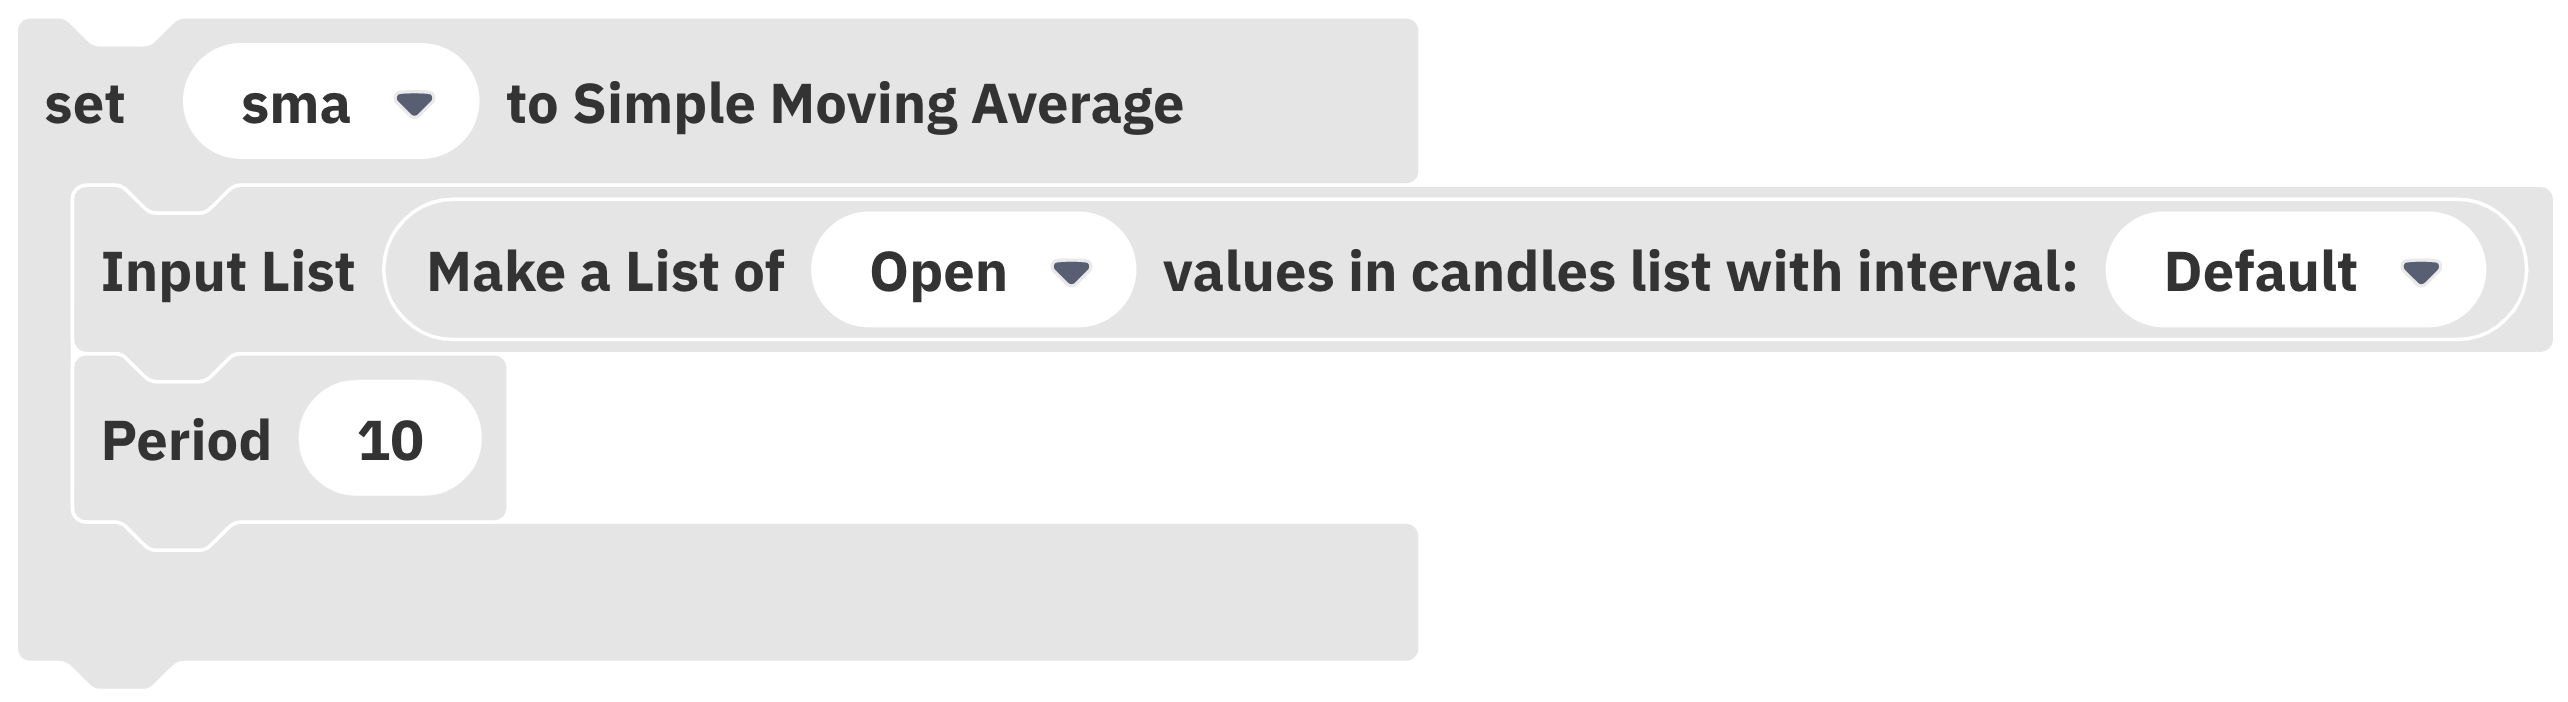 set sma to Simple Moving Average
Input List Make a List of Open values in candles list with interval: Default
Period 10